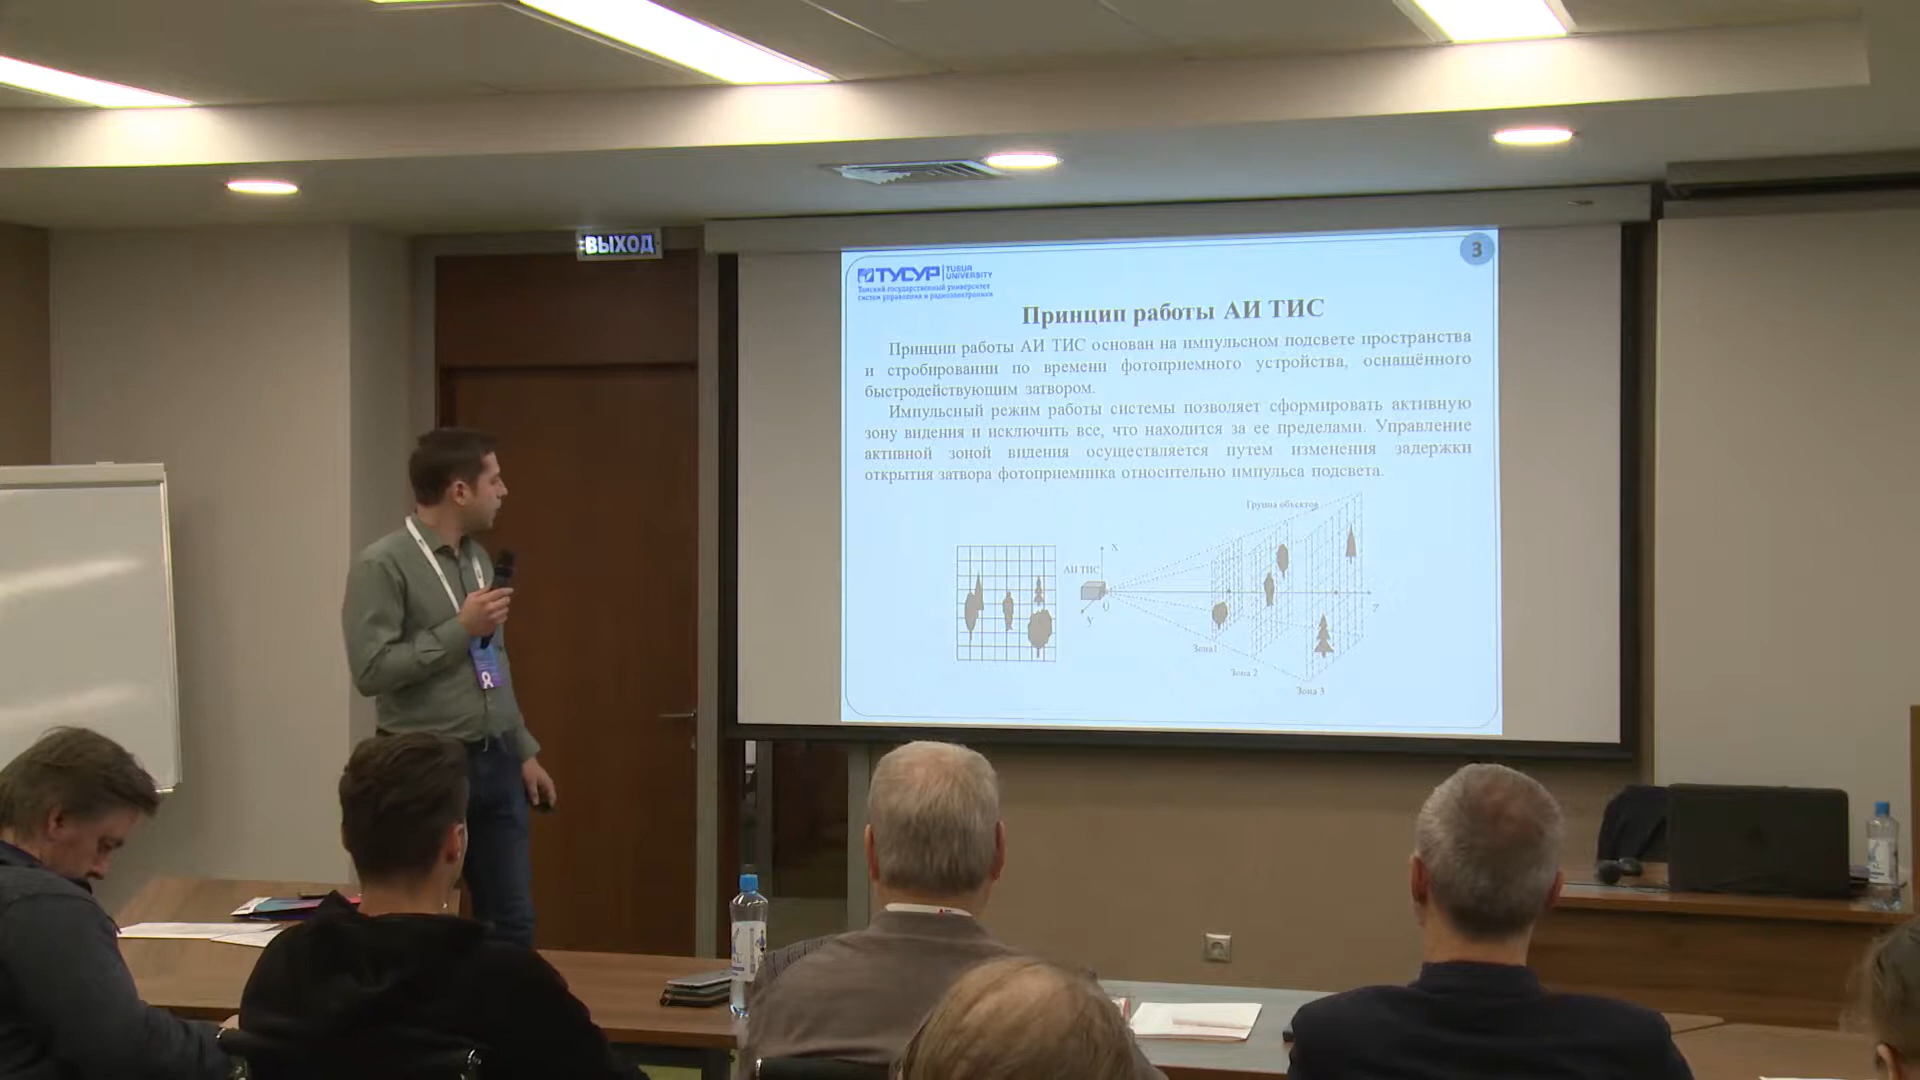 ВЫХОД
3
ТУСУР
TUSUR
UNIVERSITY
Томский государственный университет
систем управления и радиоэлектроники
Принцип работы АИ ТИС
Принцип работы АИ ТИС основан на импульсном подсвете пространства
и стробировании по времени фотоприемного устройства, оснащённого
быстродействующим затвором.
Импульсный режим работы системы позволяет сформировать активную
зону видения и исключить все, что находится за ее пределами. Управление
активной зоной видения осуществляется путем изменения задержки
открытия затвора фотоприемника относительно импульса подсвета.
Группа объектов
X
АИ ТИС
0
Y
Z
Зона1
Зона 2
Зона 3